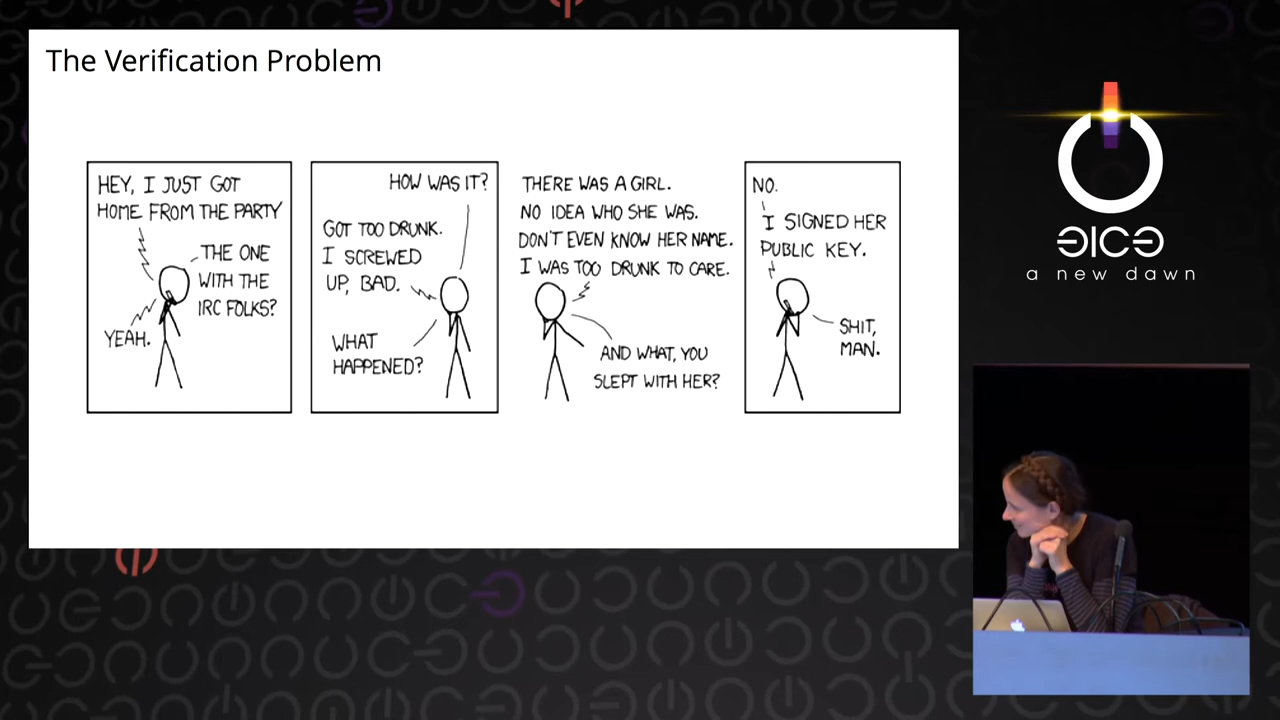 The Verification Problem
HEY, I JUST GOT
HOME FROM THE PARTY
THE ONE
WITH THE
IRC FOLKS?
YEAH.
HOW WAS IT?
GOT TOO DRUNK.
I SCREWED
UP, BAD.
WHAT
HAPPENED?
THERE WAS A GIRL.
NO IDEA WHO SHE WAS.
DON'T EVEN KNOW HER NAME.
I WAS TOO DRUNK TO CARE.
AND WHAT, YOU
SLEPT WITH HER?
NO.
I SIGNED HER
PUBLIC KEY.
SHIT,
MAN.
a new dawn